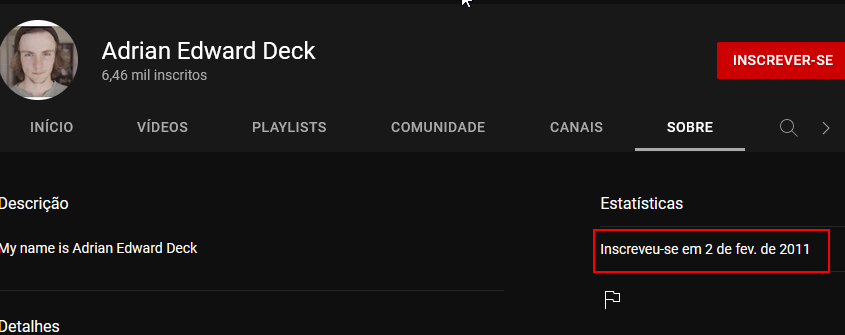 Adrian Edward Deck
6,46 mil inscritos
INSCREVER-SE
INÍCIO VÍDEOS PLAYLISTS COMUNIDADE CANAIS SOBRE
Descrição
My name is Adrian Edward Deck
Estatísticas
Inscreveu-se em 2 de fev. de 2011
Detalhes